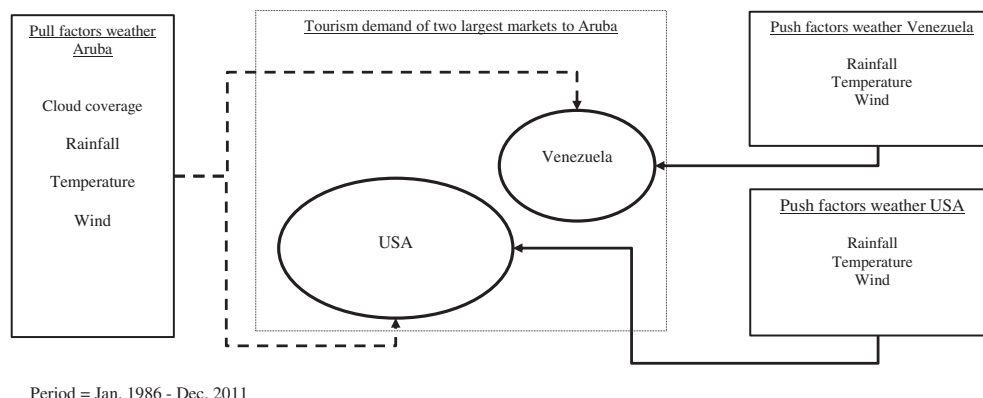 Pull factors weather
Aruba
Cloud coverage
Rainfall
Temperature
Wind
Tourism demand of two largest markets to Aruba
Venezuela
USA
Push factors weather Venezuela
Rainfall
Temperature
Wind
Push factors weather USA
Rainfall
Temperature
Wind
Period = Jan. 1986 - Dec. 2011